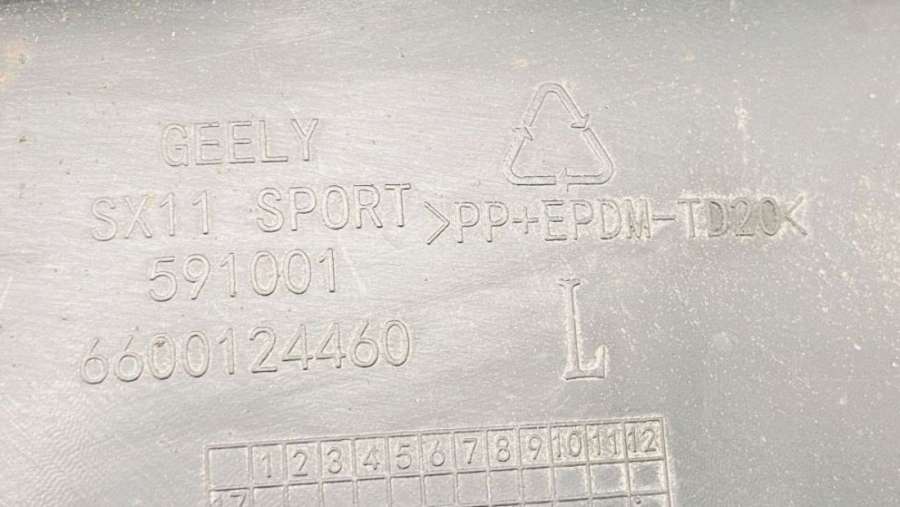 GEELY
SX11 SPORT
591001
6600124460
>PP+EPDM-TD20<
L
1 2 3 4 5 6 7 8 9 10 11 12
17